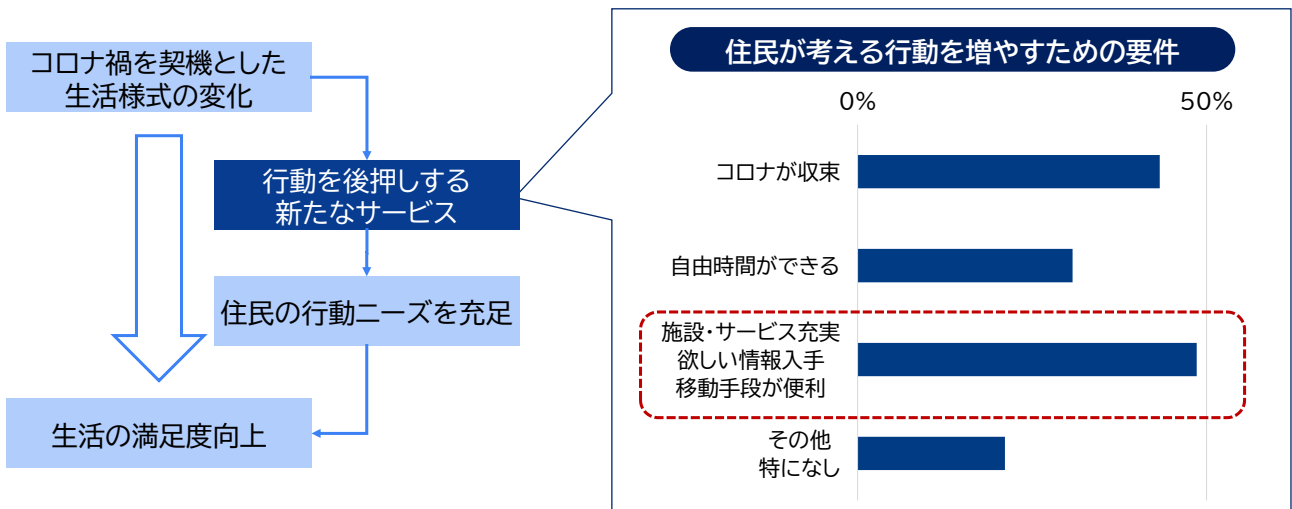 コロナ禍を契機とした
生活様式の変化
行動を後押しする
新たなサービス
住民の行動ニーズを充足
生活の満足度向上
住民が考える行動を増やすための要件
0%
50%
コロナが収束
自由時間ができる
施設・サービス充実
欲しい情報入手
移動手段が便利
その他
特になし